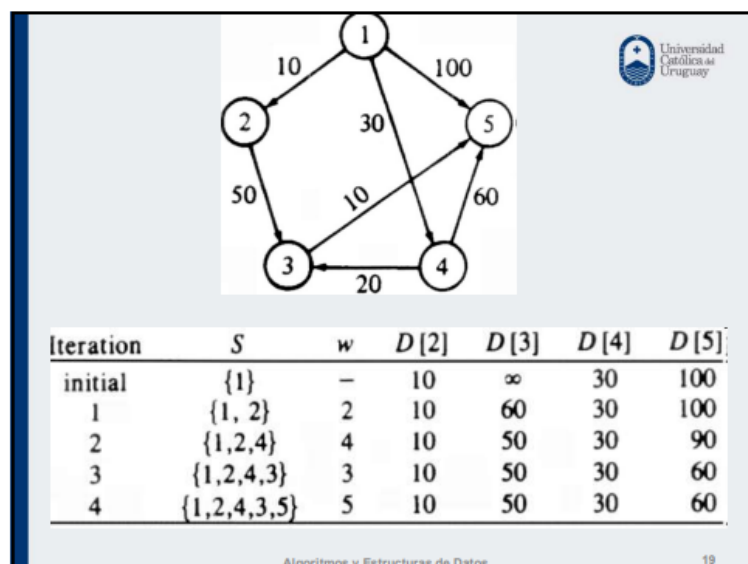 1
Universidad
Católica del
Uruguay
10
100
2
30
5
50
10
60
3
4
20
Iteration S w D [2] D [3] D [4] D [5]
initial {1} – 10 ∞ 30 100
1 {1, 2} 2 10 60 30 100
2 {1,2,4} 4 10 50 30 90
3 {1,2,4,3} 3 10 50 30 60
4 {1,2,4,3,5} 5 10 50 30 60
Algoritmos y Estructuras de Datos 19